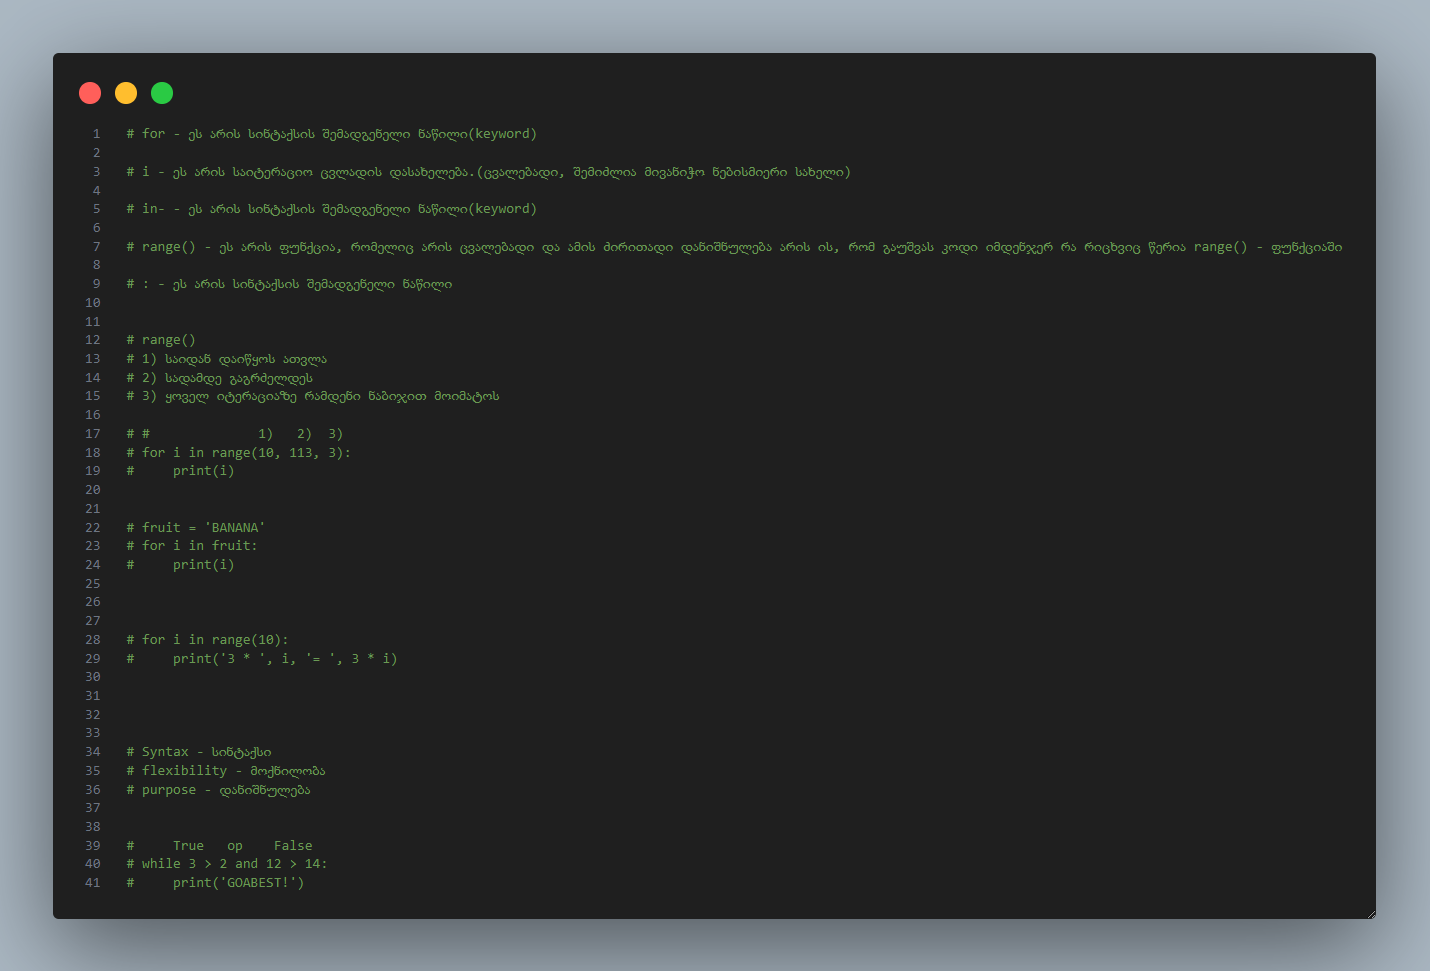 1 # for - ეს არის სინტაქსის შემადგენელი ნაწილი(keyword)
2
3 # i - ეს არის საიტერაციო ცვლადის დასახელება.(ცვალებადი, შემიძლია მივანიჭო ნებისმიერი სახელი)
4
5 # in- - ეს არის სინტაქსის შემადგენელი ნაწილი(keyword)
6
7 # range() - ეს არის ფუნქცია, რომელიც არის ცვალებადი და ამის ძირითადი დანიშნულება არის ის, რომ გაუშვას კოდი იმდენჯერ რა რიცხვიც წერია range() - ფუნქციაში
8
9 # : - ეს არის სინტაქსის შემადგენელი ნაწილი
10
11
12 # range()
13 # 1) საიდან დაიწყოს ათვლა
14 # 2) სადამდე გაგრძელდეს
15 # 3) ყოველ იტერაციაზე რამდენი ნაბიჯით მოიმატოს
16
17 # #              1)   2)  3)
18 # for i in range(10, 113, 3):
19 #     print(i)
20
21
22 # fruit = 'BANANA'
23 # for i in fruit:
24 #     print(i)
25
26
27
28 # for i in range(10):
29 #     print('3 * ', i, '= ', 3 * i)
30
31
32
33
34 # Syntax - სინტაქსი
35 # flexibility - მოქნილობა
36 # purpose - დანიშნულება
37
38
39 #     True   op    False
40 # while 3 > 2 and 12 > 14:
41 #     print('GOABEST!')